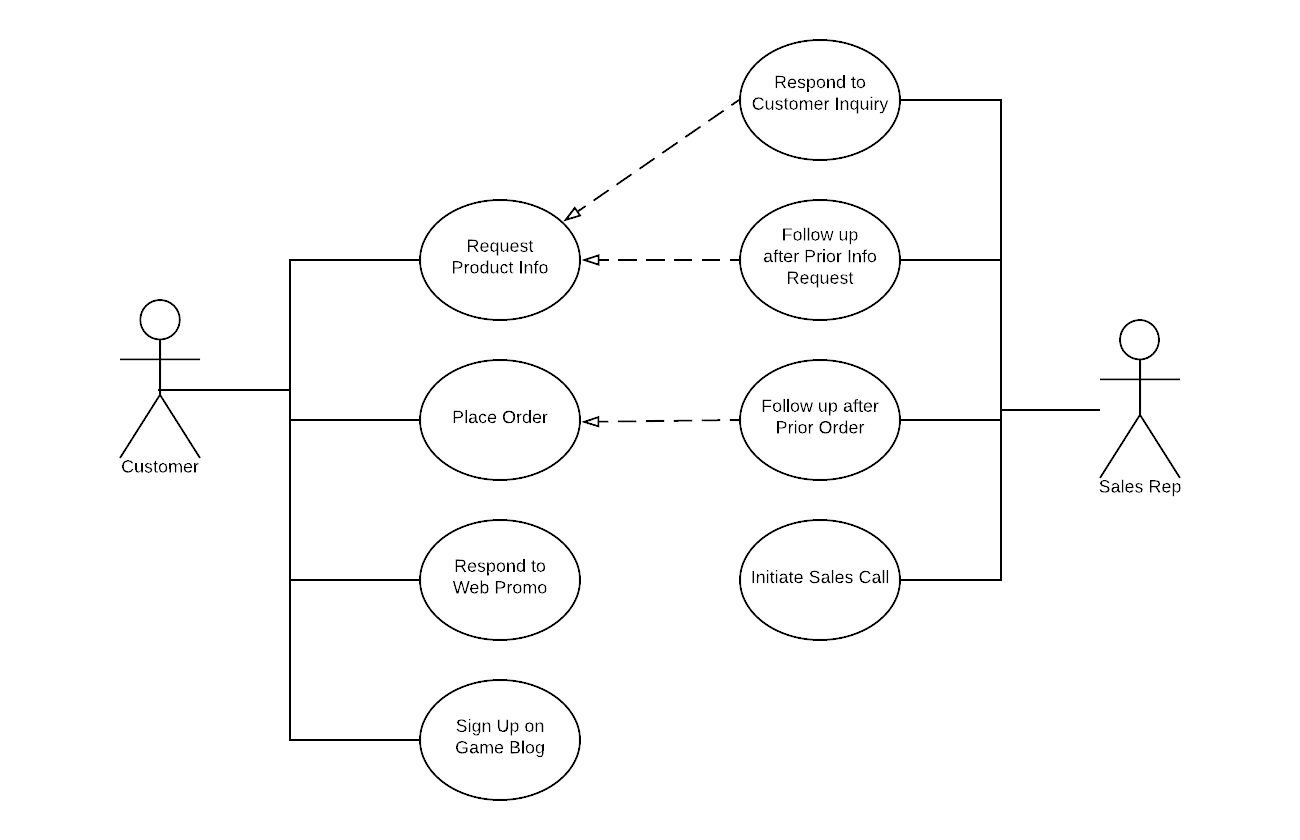 Respond to
Customer Inquiry
Request
Product Info
Follow up
after Prior Info
Request
Place Order
Follow up after
Prior Order
Customer
Sales Rep
Respond to
Web Promo
Initiate Sales Call
Sign Up on
Game Blog